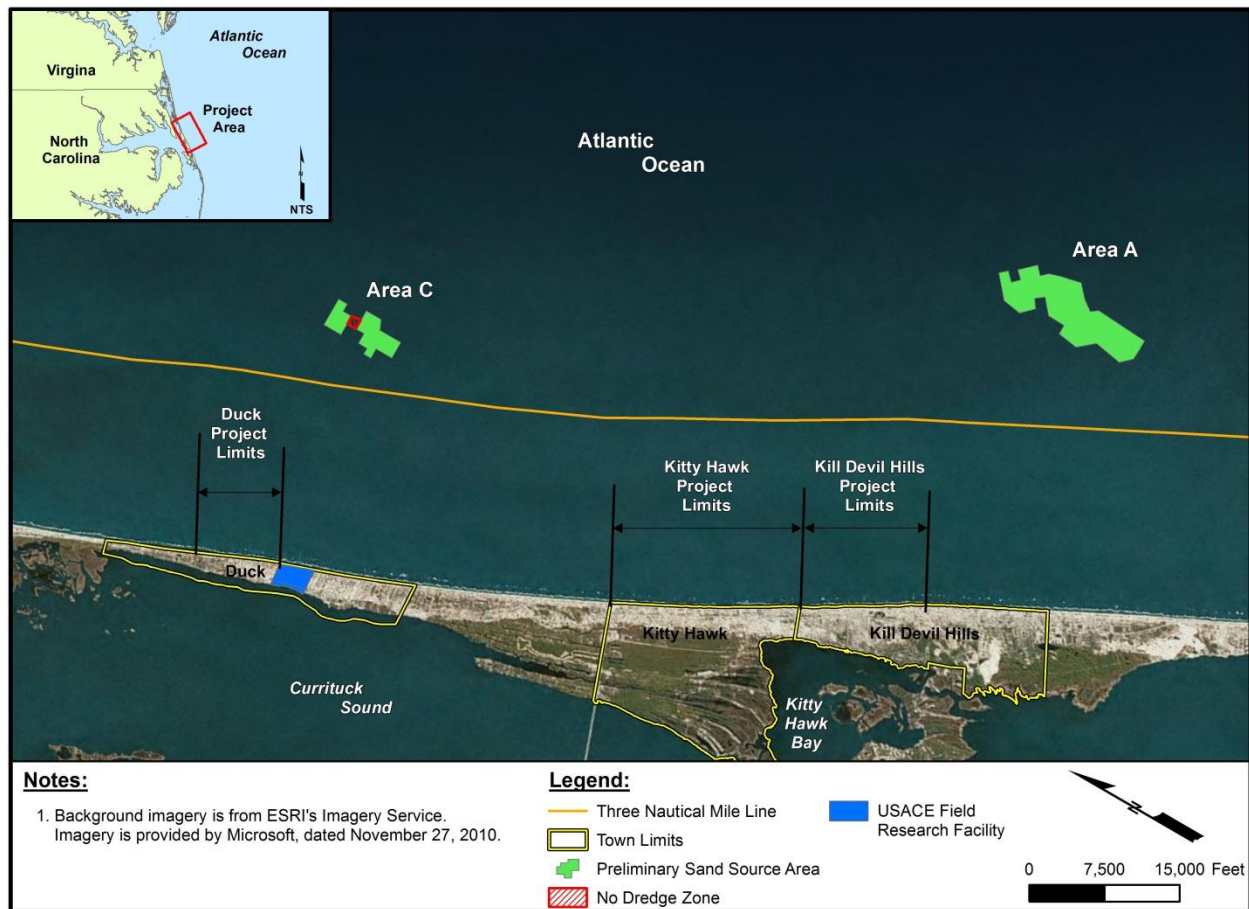 Atlantic
Ocean
Virginia
Project
Area
North
Carolina
N
NTS
Atlantic
Ocean
Area A
Area C
Duck
Project
Limits
Kitty Hawk
Project
Limits
Kill Devil Hills
Project
Limits
Duck
Kitty Hawk
Kill Devil Hills
Currituck
Sound
Kitty
Hawk
Bay
Notes:
1. Background imagery is from ESRI's Imagery Service.
Imagery is provided by Microsoft, dated November 27, 2010.
Legend:
Three Nautical Mile Line
Town Limits
Preliminary Sand Source Area
No Dredge Zone
USACE Field
Research Facility
N
0 7,500 15,000 Feet